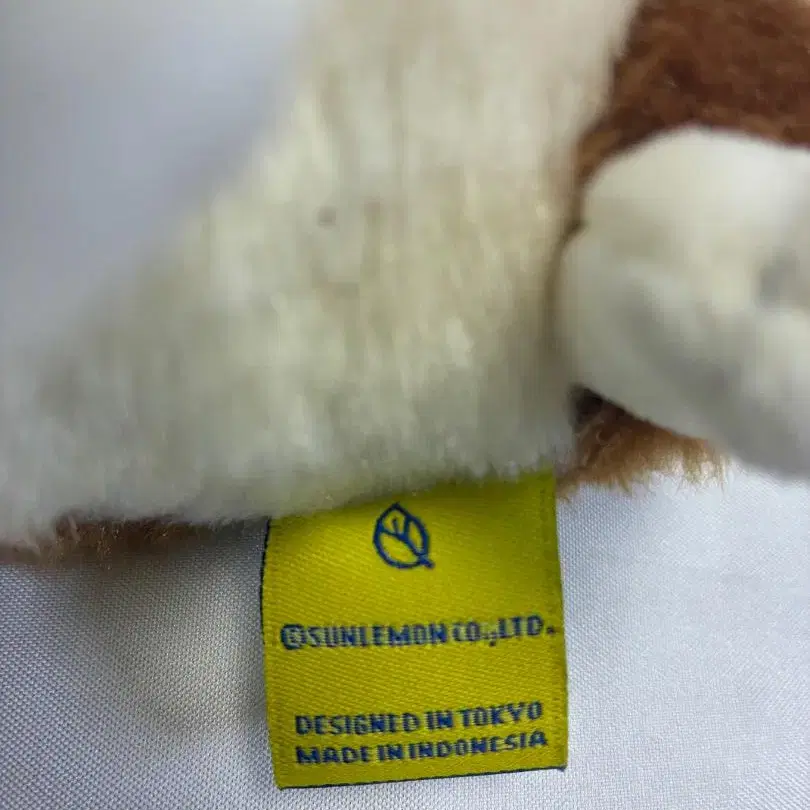 ©SUNLEMON CO.,LTD.
DESIGNED IN TOKYO
MADE IN INDONESIA